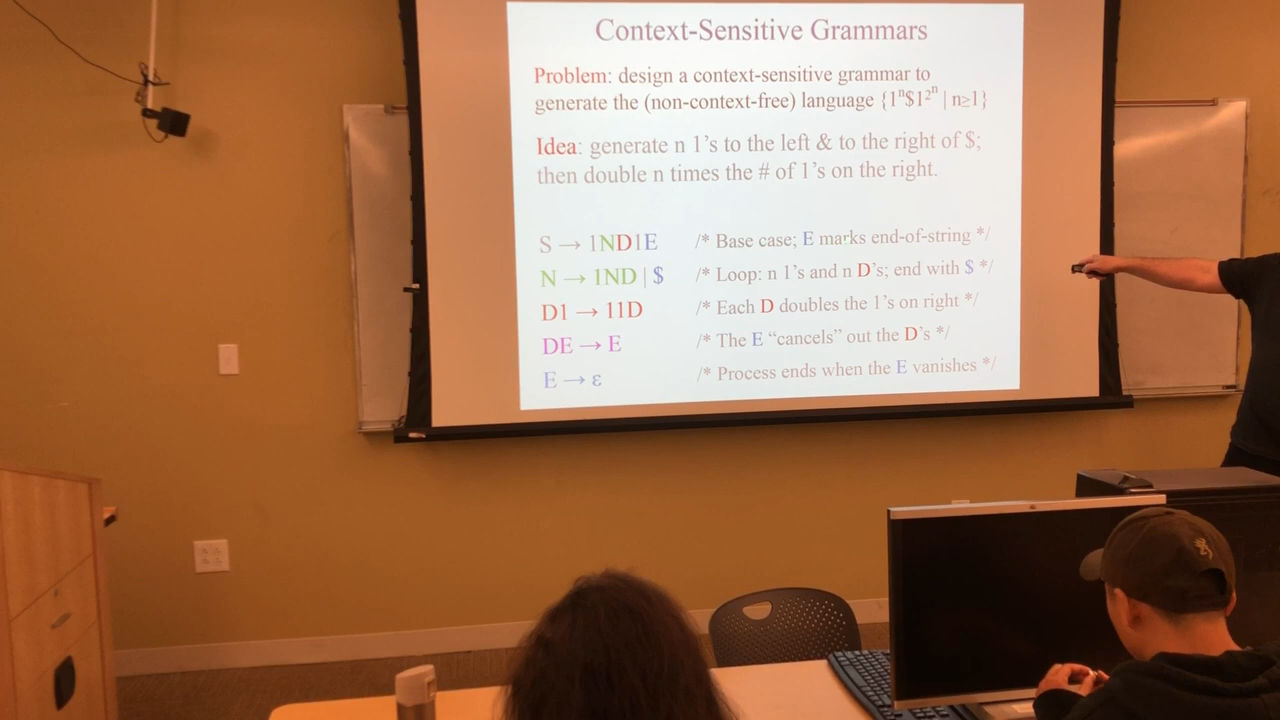 Context-Sensitive Grammars
Problem: design a context-sensitive grammar to
generate the (non-context-free) language {1ⁿ$1²ⁿ | n≥1}
Idea: generate n 1's to the left & to the right of $;
then double n times the # of 1's on the right.
S → 1ND1E /* Base case; E marks end-of-string */
N → 1ND | $ /* Loop: n 1's and n D's; end with $ */
D1 → 11D /* Each D doubles the 1's on right */
DE → E /* The E "cancels" out the D's */
E → ε /* Process ends when the E vanishes */